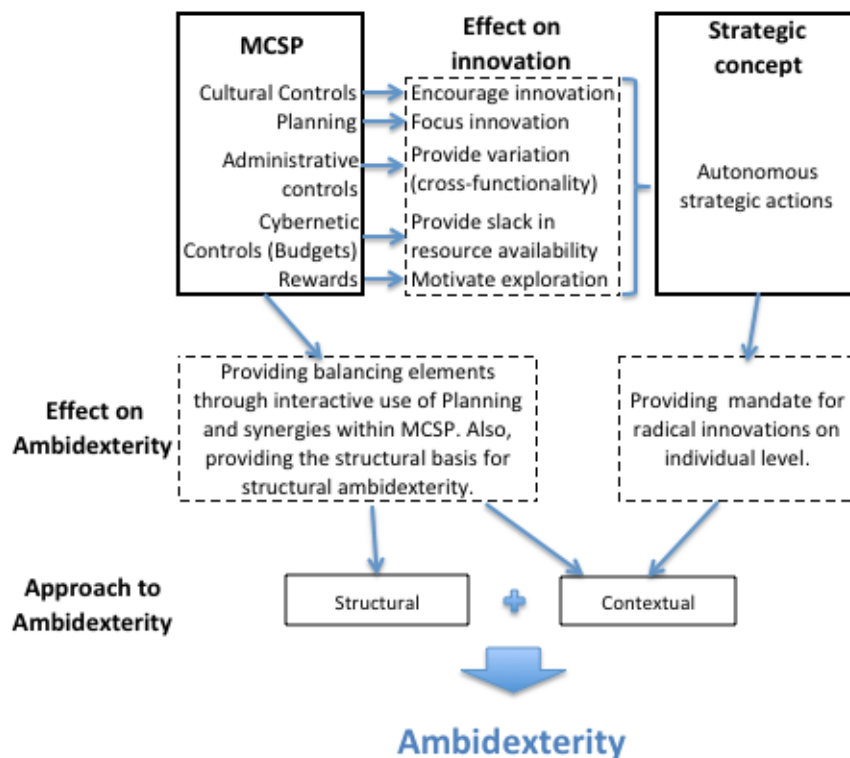 MCSP
Cultural Controls
Planning
Administrative
controls
Cybernetic
Controls (Budgets)
Rewards
Effect on
innovation
Encourage innovation
Focus innovation
Provide variation
(cross-functionality)
Provide slack in
resource availability
Motivate exploration
Strategic
concept
Autonomous
strategic actions
Effect on
Ambidexterity
Providing balancing elements
through interactive use of Planning
and synergies within MCSP. Also,
providing the structural basis for
structural ambidexterity.
Providing mandate for
radical innovations on
individual level.
Approach to
Ambidexterity
Structural
Contextual
Ambidexterity